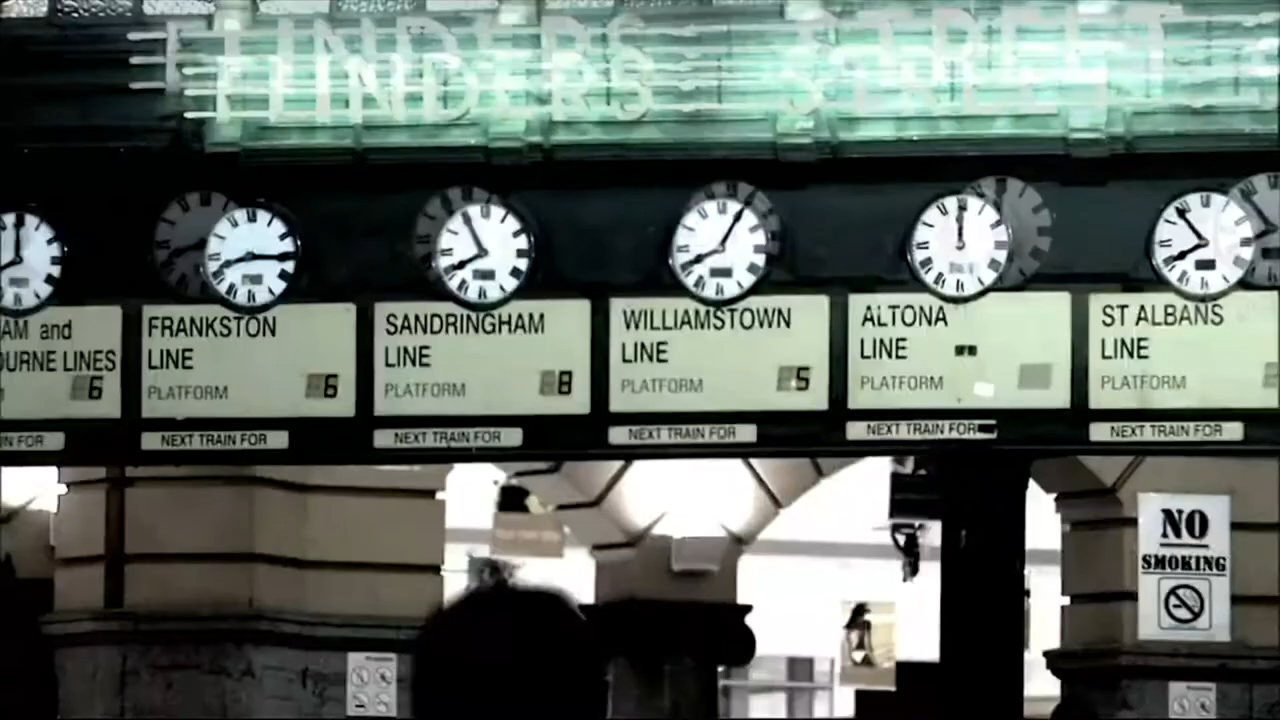 FLINDERS STREET
AM and
OURNE LINES
6
IN FOR
FRANKSTON
LINE
PLATFORM 6
NEXT TRAIN FOR
SANDRINGHAM
LINE
PLATFORM 8
NEXT TRAIN FOR
WILLIAMSTOWN
LINE
PLATFORM 5
NEXT TRAIN FOR
ALTONA
LINE
PLATFORM
NEXT TRAIN FOR
ST ALBANS
LINE
PLATFORM
NEXT TRAIN FOR
NO
SMOKING